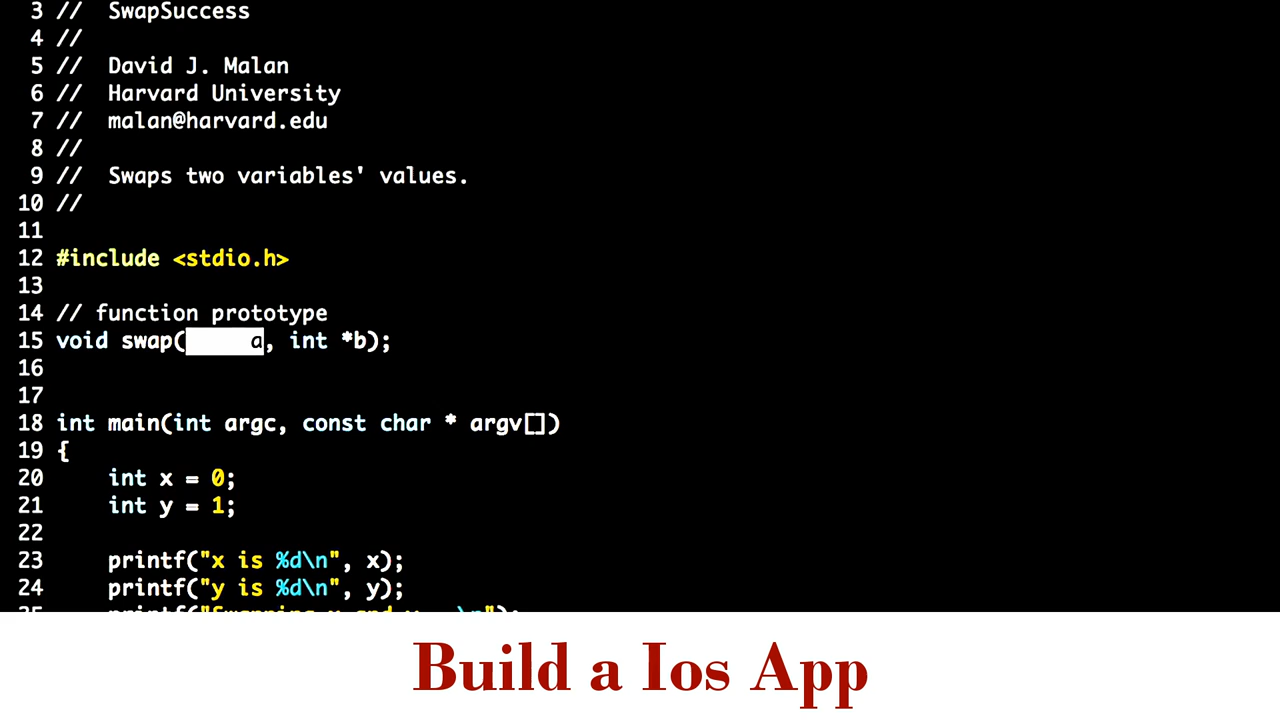 3 // SwapSuccess
4 //
5 // David J. Malan
6 // Harvard University
7 // malan@harvard.edu
8 //
9 // Swaps two variables' values.
10 //
11
12 #include <stdio.h>
13
14 // function prototype
15 void swap( a, int *b);
16
17
18 int main(int argc, const char * argv[])
19 {
20 int x = 0;
21 int y = 1;
22
23 printf("x is %d\n", x);
24 printf("y is %d\n", y);
Build a Ios App